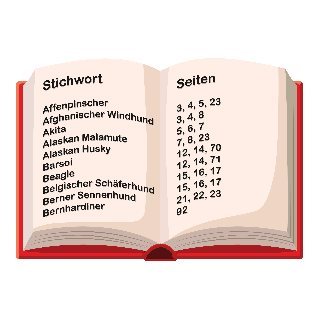 Stichwort
Affenpinscher
Afghanischer Windhund
Akita
Alaskan Malamute
Alaskan Husky
Barsoi
Beagle
Belgischer Schäferhund
Berner Sennenhund
Bernhardiner
Seiten
3, 4, 5, 23
3, 4, 8
5, 6, 7
7, 8, 23
12, 14, 70
12, 14, 71
15, 16, 17
15, 16, 17
21, 22, 23
92